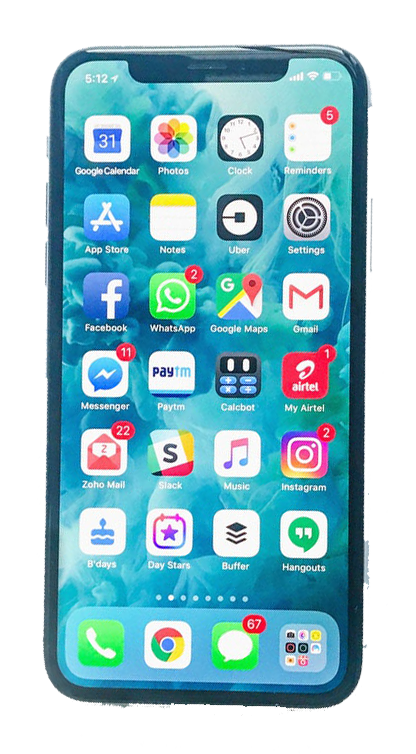 5:12
5
31
Google Calendar Photos Clock Reminders
App Store Notes Uber Settings
2
G
Facebook WhatsApp Google Maps Gmail
11 1
Paytm airtel
Messenger Paytm Calcbot My Airtel
22 2
Z S
Zoho Mail Slack Music Instagram
B'days Day Stars Buffer Hangouts
67